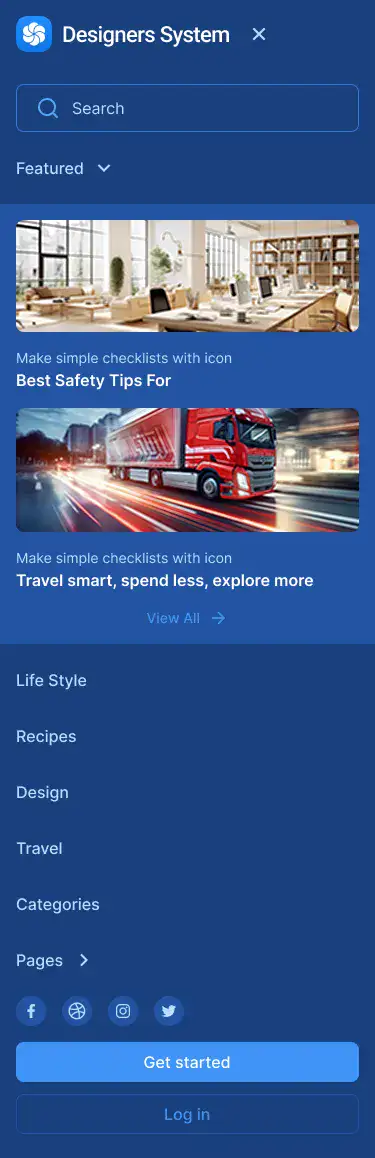 Designers System
Search
Featured
Make simple checklists with icon
Best Safety Tips For
Make simple checklists with icon
Travel smart, spend less, explore more
View All
Life Style
Recipes
Design
Travel
Categories
Pages
Get started
Log in